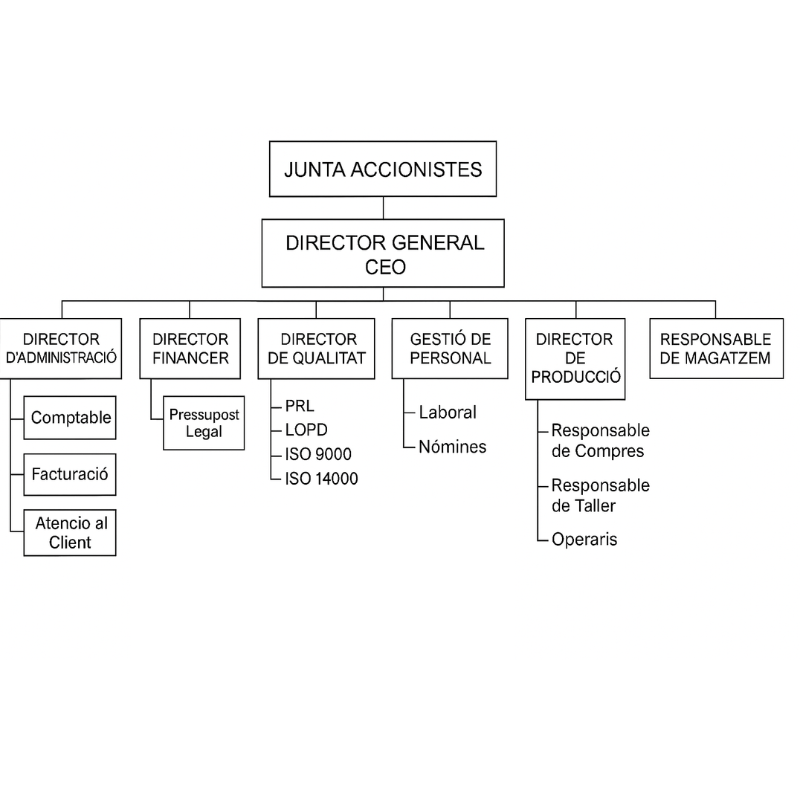 JUNTA ACCIONISTES
DIRECTOR GENERAL
CEO
DIRECTOR
D'ADMINISTRACIÓ
Comptable
Facturació
Atencio al
Client
DIRECTOR
FINANCER
Pressupost
Legal
DIRECTOR
DE QUALITAT
PRL
LOPD
ISO 9000
ISO 14000
GESTIÓ DE
PERSONAL
Laboral
Nómines
DIRECTOR
DE
PRODUCCIÓ
Responsable
de Compres
Responsable
de Taller
Operaris
RESPONSABLE
DE MAGATZEM